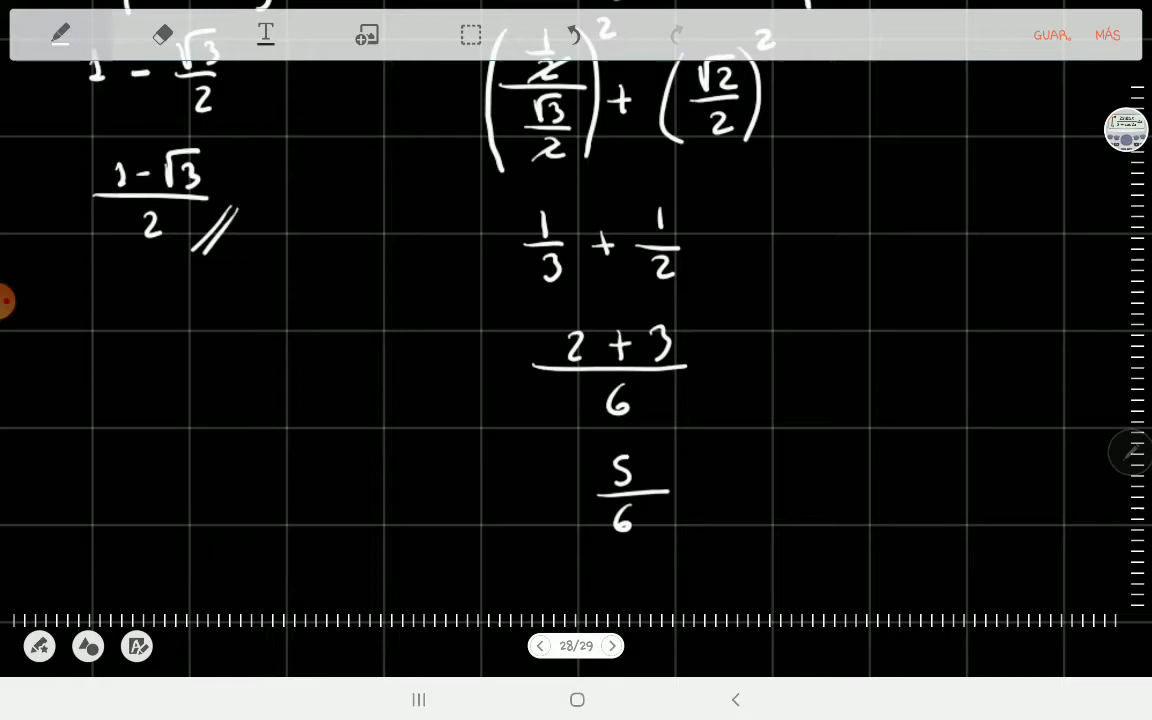 GUAR. MÁS
1 - √3/2
(1 - √3)/2 //
((1/2)/(√3/2))² + (√2/2)²
1/3 + 1/2
(2 + 3)/6
5/6
28/29